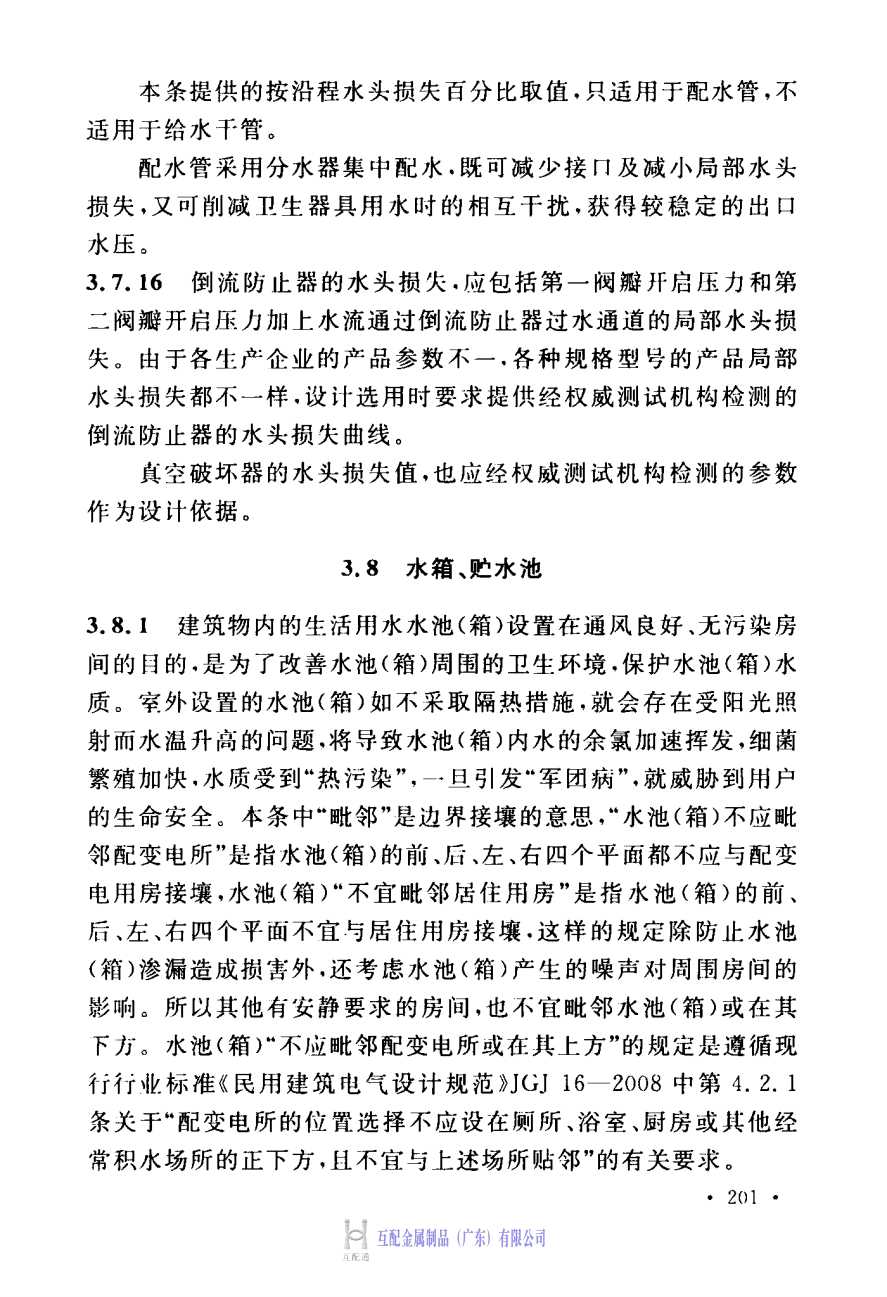 本条提供的按沿程水头损失百分比取值,只适用于配水管,不
适用于给水干管。
配水管采用分水器集中配水,既可减少接口及减小局部水头
损失,又可削减卫生器具用水时的相互干扰,获得较稳定的出口
水压。
3.7.16 倒流防止器的水头损失,应包括第一阀瓣开启压力和第
二阀瓣开启压力加上水流通过倒流防止器过水通道的局部水头损
失。由于各生产企业的产品参数不一,各种规格型号的产品局部
水头损失都不一样,设计选用时要求提供经权威测试机构检测的
倒流防止器的水头损失曲线。
真空破坏器的水头损失值,也应经权威测试机构检测的参数
作为设计依据。
3.8 水箱、贮水池
3.8.1 建筑物内的生活用水水池(箱)设置在通风良好、无污染房
间的目的,是为了改善水池(箱)周围的卫生环境,保护水池(箱)水
质。室外设置的水池(箱)如不采取隔热措施,就会存在受阳光照
射而水温升高的问题,将导致水池(箱)内水的余氯加速挥发,细菌
繁殖加快,水质受到“热污染”,一旦引发“军团病”,就威胁到用户
的生命安全。本条中“毗邻”是边界接壤的意思,“水池(箱)不应毗
邻配变电所”是指水池(箱)的前、后、左、右四个平面都不应与配变
电用房接壤,水池(箱)“不宜毗邻居住用房”是指水池(箱)的前、
后、左、右四个平面不宜与居住用房接壤,这样的规定除防止水池
(箱)渗漏造成损害外,还考虑水池(箱)产生的噪声对周围房间的
影响。所以其他有安静要求的房间,也不宜毗邻水池(箱)或在其
下方。水池(箱)“不应毗邻配变电所或在其上方”的规定是遵循现
行行业标准《民用建筑电气设计规范》JGJ 16—2008 中第 4.2.1
条关于“配变电所的位置选择不应设在厕所、浴室、厨房或其他经
常积水场所的正下方,且不宜与上述场所贴邻”的有关要求。
• 201 •
互配金属制品(广东)有限公司
互配通